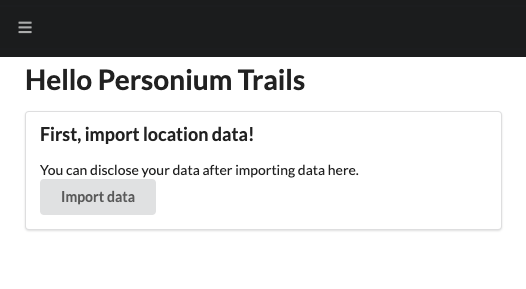 Hello Personium Trails
First, import location data!
You can disclose your data after importing data here.
Import data